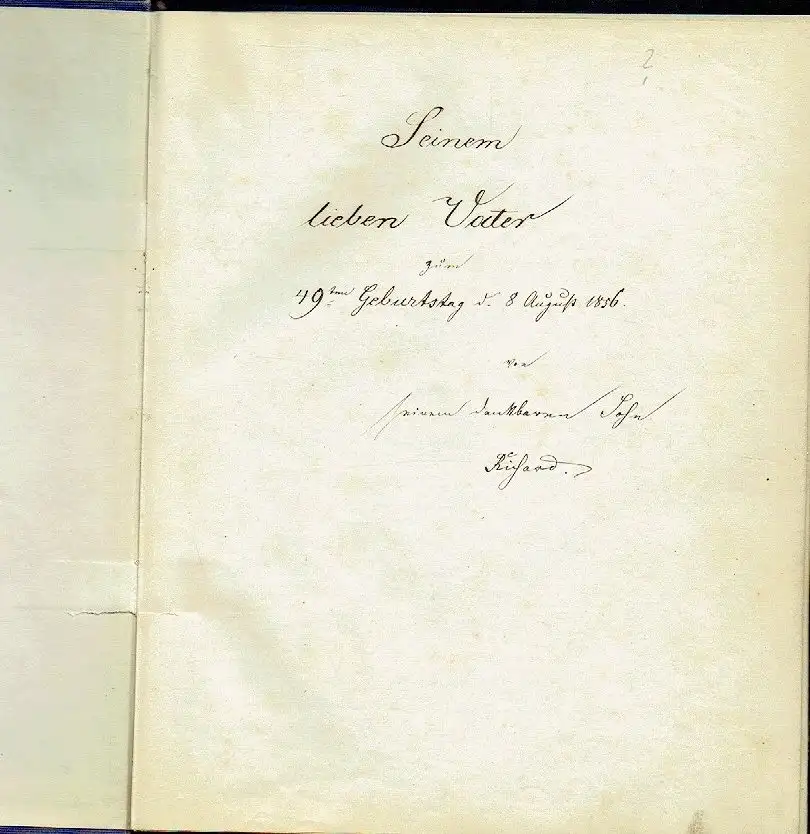 Seinem
lieben Vater
zum
49ten Geburtstag d. 8 August 1856.
von
seinem dankbaren Sohn
Richard.